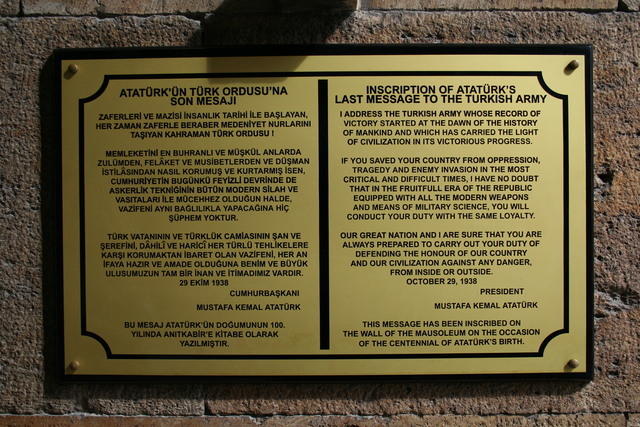 ATATÜRK'ÜN TÜRK ORDUSU'NA
SON MESAJI
ZAFERLERİ VE MAZİSİ İNSANLIK TARİHİ İLE BAŞLAYAN,
HER ZAMAN ZAFERLE BERABER MEDENİYET NURLARINI
TAŞIYAN KAHRAMAN TÜRK ORDUSU !
MEMLEKETİNİ EN BUHRANLI VE MÜŞKÜL ANLARDA
ZULÜMDEN, FELÂKET VE MUSİBETLERDEN VE DÜŞMAN
İSTİLÂSINDAN NASIL KORUMUŞ VE KURTARMIŞ İSEN,
CUMHURİYETİN BUGÜNKÜ FEYİZLİ DEVRİNDE DE
ASKERLİK TEKNİĞİNİN BÜTÜN MODERN SİLAH VE
VASITALARI İLE MÜCEHHEZ OLDUĞUN HALDE,
VAZİFENİ AYNI BAĞLILIKLA YAPACAĞINA HİÇ
ŞÜPHEM YOKTUR.
TÜRK VATANININ VE TÜRKLÜK CAMİASININ ŞAN VE
ŞEREFİNİ, DÂHİLÎ VE HARİCÎ HER TÜRLÜ TEHLİKELERE
KARŞI KORUMAKTAN İBARET OLAN VAZİFENİ, HER AN
İFAYA HAZIR VE AMADE OLDUĞUNA BENİM VE BÜYÜK
ULUSUMUZUN TAM BİR İNAN VE İTİMADIMIZ VARDIR.
29 EKİM 1938
CUMHURBAŞKANI
MUSTAFA KEMAL ATATÜRK
BU MESAJ ATATÜRK'ÜN DOĞUMUNUN 100.
YILINDA ANITKABİR'E KİTABE OLARAK
YAZILMIŞTIR.
INSCRIPTION OF ATATÜRK'S
LAST MESSAGE TO THE TURKISH ARMY
I ADDRESS THE TURKISH ARMY WHOSE RECORD OF
VICTORY STARTED AT THE DAWN OF THE HISTORY
OF MANKIND AND WHICH HAS CARRIED THE LIGHT
OF CIVILIZATION IN ITS VICTORIOUS PROGRESS.
IF YOU SAVED YOUR COUNTRY FROM OPPRESSION,
TRAGEDY AND ENEMY INVASION IN THE MOST
CRITICAL AND DIFFICULT TIMES, I HAVE NO DOUBT
THAT IN THE FRUITFULL ERA OF THE REPUBLIC
EQUIPPED WITH ALL THE MODERN WEAPONS
AND MEANS OF MILITARY SCIENCE, YOU WILL
CONDUCT YOUR DUTY WITH THE SAME LOYALTY.
OUR GREAT NATION AND I ARE SURE THAT YOU ARE
ALWAYS PREPARED TO CARRY OUT YOUR DUTY OF
DEFENDING THE HONOUR OF OUR COUNTRY
AND OUR CIVILIZATION AGAINST ANY DANGER,
FROM INSIDE OR OUTSIDE.
OCTOBER 29, 1938
PRESIDENT
MUSTAFA KEMAL ATATÜRK
THIS MESSAGE HAS BEEN INSCRIBED ON
THE WALL OF THE MAUSOLEUM ON THE OCCASION
OF THE CENTENNIAL OF ATATÜRK'S BIRTH.